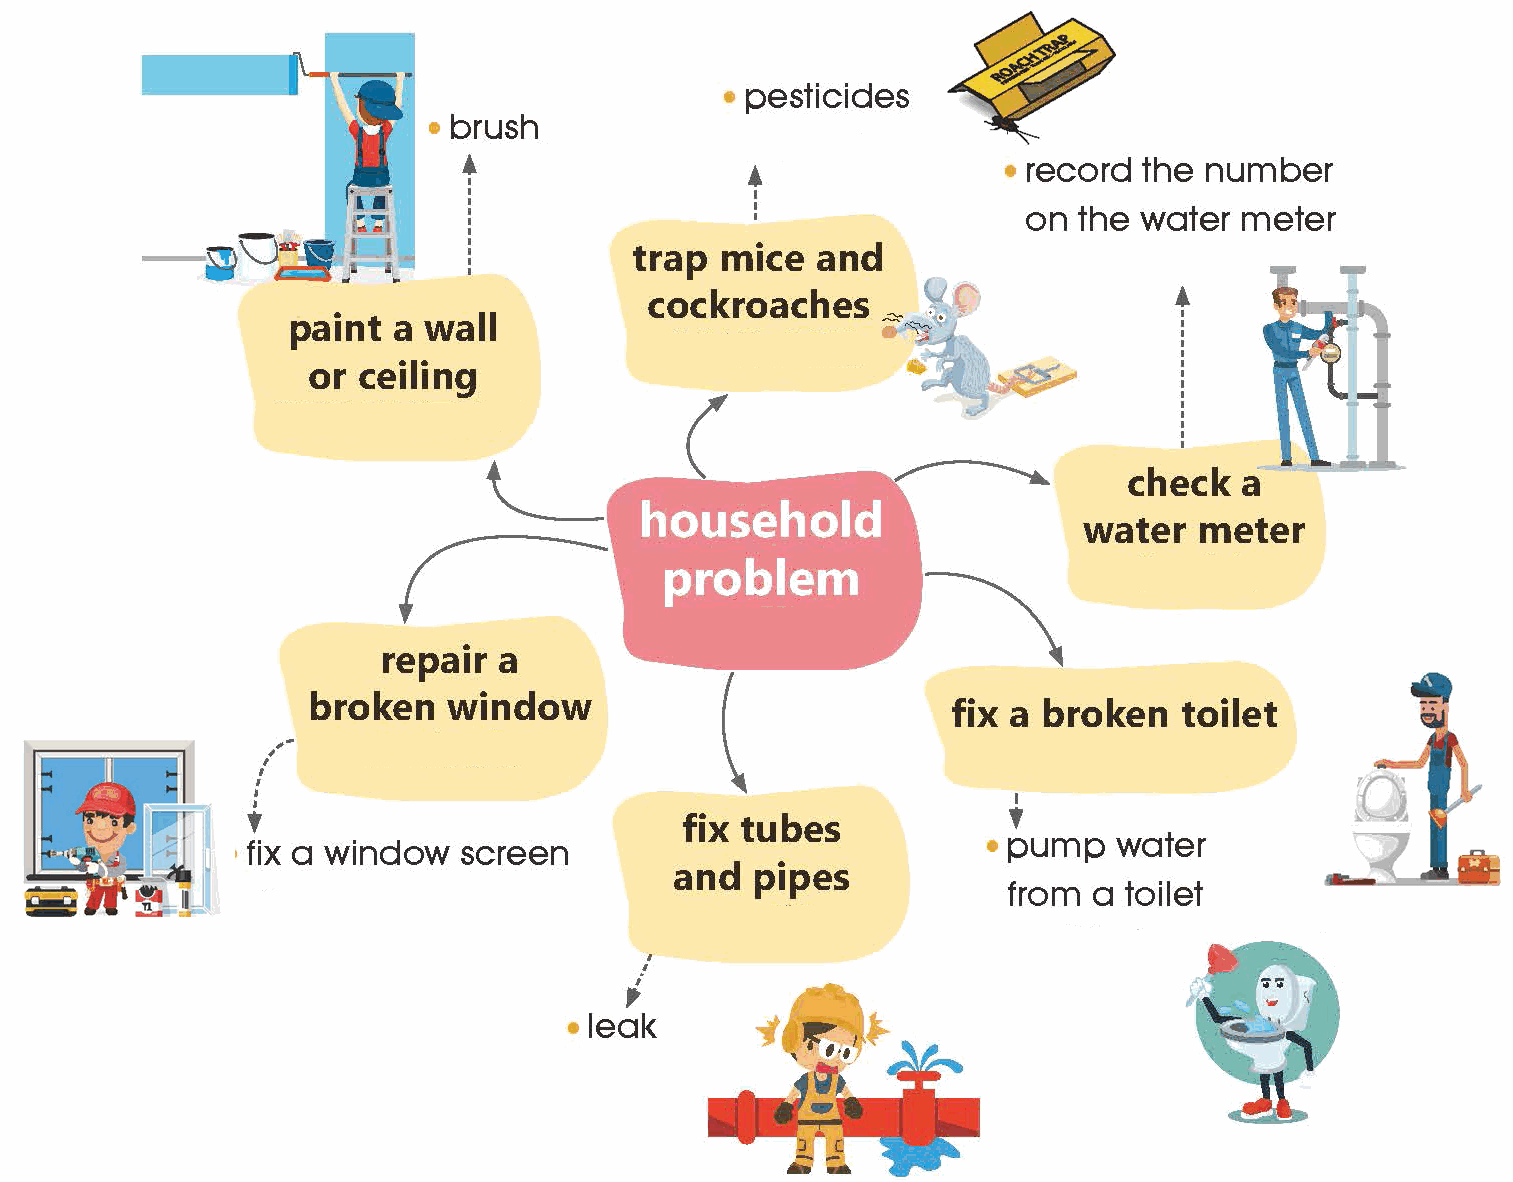 • brush
• pesticides
ROACH TRAP
• record the number
on the water meter
paint a wall
or ceiling
trap mice and
cockroaches
check a
water meter
household
problem
repair a
broken window
fix a broken toilet
• fix a window screen
fix tubes
and pipes
• pump water
from a toilet
• leak